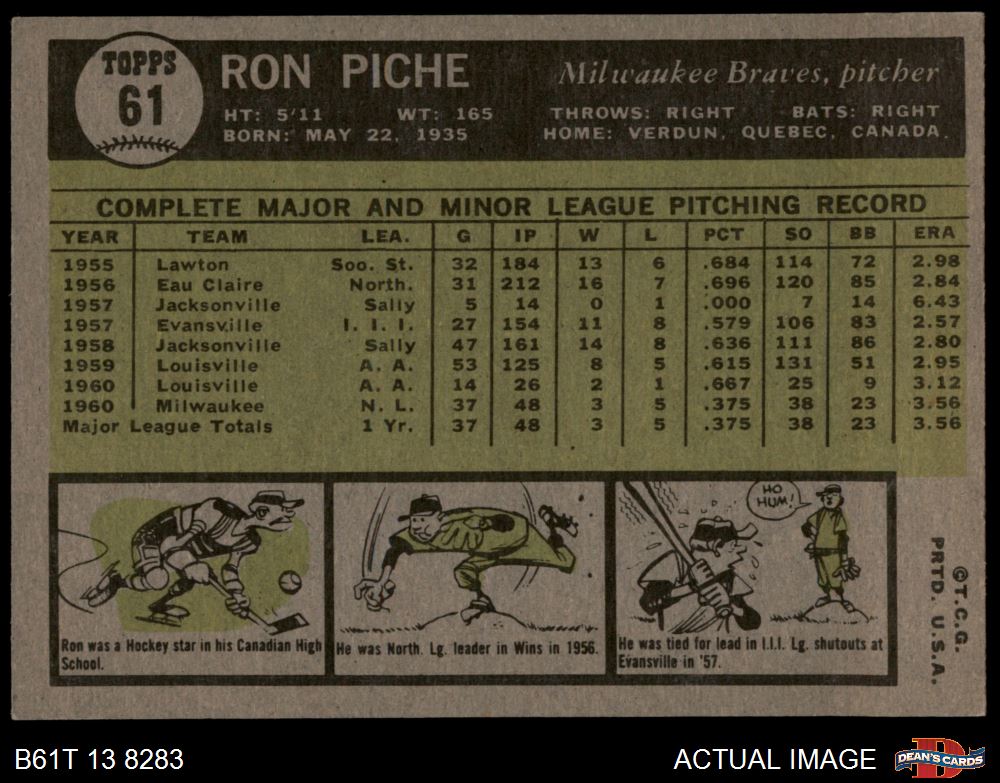 TOPPS
61
RON PICHE
Milwaukee Braves, pitcher
HT: 5'11 WT: 165 THROWS: RIGHT BATS: RIGHT
BORN: MAY 22, 1935 HOME: VERDUN, QUEBEC, CANADA.
COMPLETE MAJOR AND MINOR LEAGUE PITCHING RECORD
YEAR TEAM LEA. G IP W L PCT SO BB ERA
1955 Lawton Soo. St. 32 184 13 6 .684 114 72 2.98
1956 Eau Claire North. 31 212 16 7 .696 120 85 2.84
1957 Jacksonville Sally 5 14 0 1 .000 7 14 6.43
1957 Evansville I. I. I. 27 154 11 8 .579 106 83 2.57
1958 Jacksonville Sally 47 161 14 8 .636 111 86 2.80
1959 Louisville A. A. 53 125 8 5 .615 131 51 2.95
1960 Louisville A. A. 14 26 2 1 .667 25 9 3.12
1960 Milwaukee N. L. 37 48 3 5 .375 38 23 3.56
Major League Totals 1 Yr. 37 48 3 5 .375 38 23 3.56
HO
HUM!
Ron was a Hockey star in his Canadian High
School.
He was North. Lg. leader in Wins in 1956.
He was tied for lead in I.I.I. Lg. shutouts at
Evansville in '57.
©T.C.G.
PRTD. U.S.A.
B61T 13 8283
ACTUAL IMAGE
D
DEAN'S CARDS